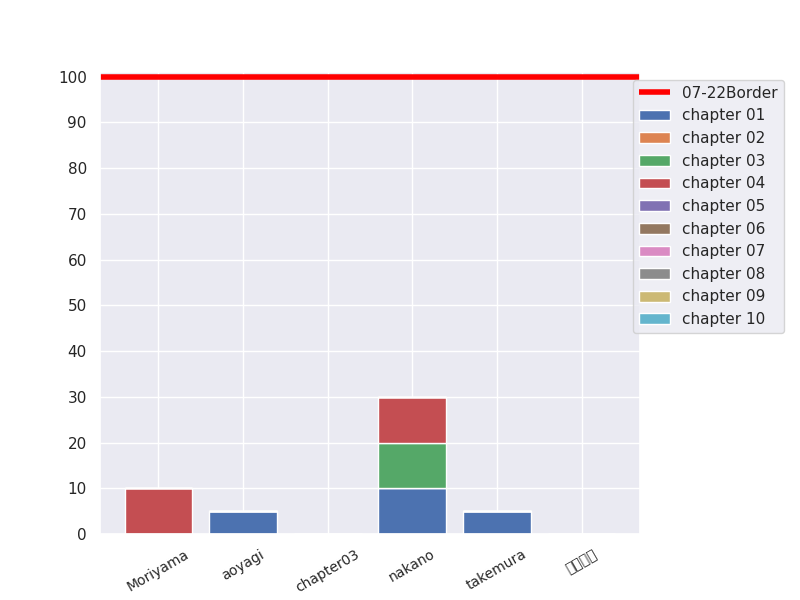 100
90
80
70
60
50
40
30
20
10
0
Moriyama
aoyagi
chapter03
nakano
takemura
07-22Border
chapter 01
chapter 02
chapter 03
chapter 04
chapter 05
chapter 06
chapter 07
chapter 08
chapter 09
chapter 10